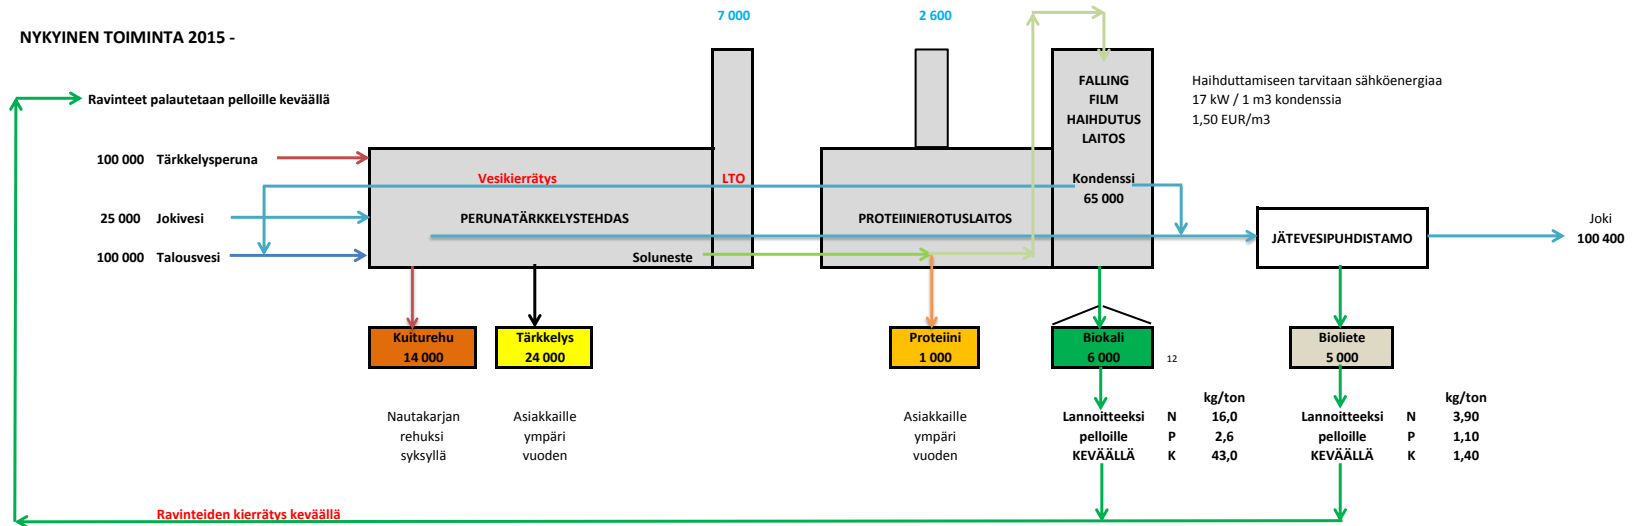 7 000
2 600
NYKYINEN TOIMINTA 2015 -
FALLING
FILM
HAIHDUTUS
LAITOS
Haihduttamiseen tarvitaan sähköenergiaa
17 kW / 1 m3 kondenssia
1,50 EUR/m3
Ravinteet palautetaan pelloille keväällä
100 000 Tärkkelysperuna
Vesikierrätys
LTO
Kondenssi
65 000
25 000 Jokivesi
PERUNATÄRKKELYSTEHDAS
PROTEIINIEROTUSLAITOS
100 000 Talousvesi
Soluneste
JÄTEVESIPUHDISTAMO
Joki
100 400
Kuiturehu
14 000
Tärkkelys
24 000
Proteiini
1 000
Biokali
6 000
12
Bioliete
5 000
Nautakarjan
rehuksi
syksyllä
Asiakkaille
ympäri
vuoden
Asiakkaille
ympäri
vuoden
kg/ton
Lannoitteeksi N 16,0
pelloille P 2,6
KEVÄÄLLÄ K 43,0
kg/ton
Lannoitteeksi N 3,90
pelloille P 1,10
KEVÄÄLLÄ K 1,40
Ravinteiden kierrätys keväällä